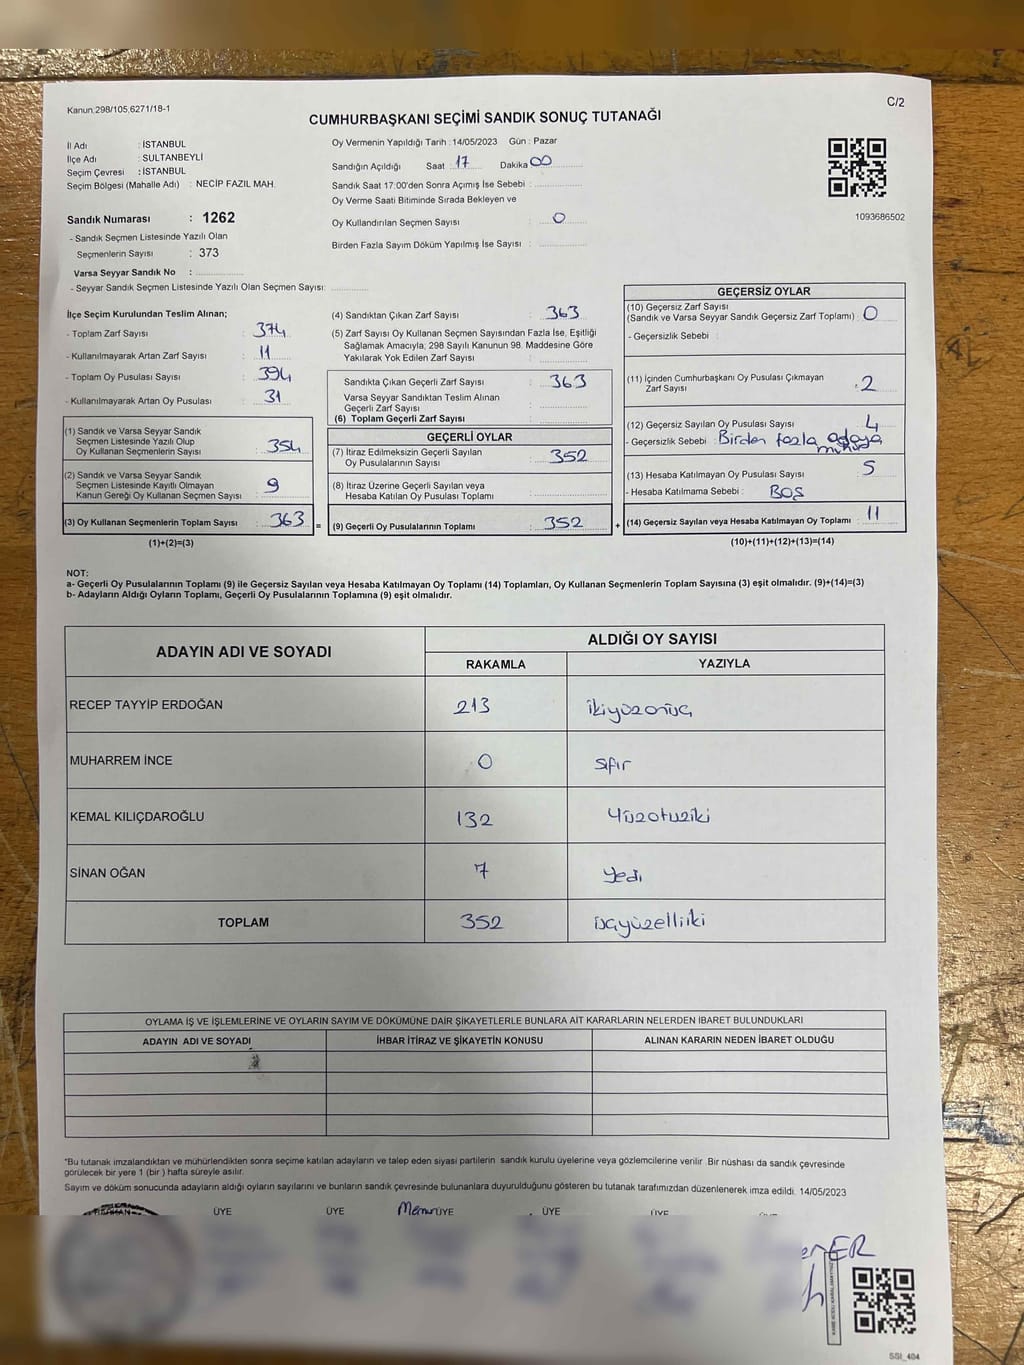 Kanun.298/105,6271/18-1
C/2
CUMHURBAŞKANI SEÇİMİ SANDIK SONUÇ TUTANAĞI
İl Adı : İSTANBUL
İlçe Adı : SULTANBEYLİ
Seçim Çevresi : İSTANBUL
Seçim Bölgesi (Mahalle Adı) : NECİP FAZIL MAH.
Sandık Numarası : 1262
- Sandık Seçmen Listesinde Yazılı Olan
Seçmenlerin Sayısı : 373
Varsa Seyyar Sandık No :
- Seyyar Sandık Seçmen Listesinde Yazılı Olan Seçmen Sayısı:
Oy Vermenin Yapıldığı Tarih : 14/05/2023 Gün : Pazar
Sandığın Açıldığı Saat : 17 Dakika 00
Sandık Saat 17:00'den Sonra Açımış İse Sebebi :
Oy Verme Saati Bitiminde Sırada Bekleyen ve
Oy Kullandırılan Seçmen Sayısı : 0
Birden Fazla Sayım Döküm Yapılmış İse Sayısı :
1093686502
İlçe Seçim Kurulundan Teslim Alınan;
- Toplam Zarf Sayısı : 374
- Kullanılmayarak Artan Zarf Sayısı : 11
- Toplam Oy Pusulası Sayısı : 394
- Kullanılmayarak Artan Oy Pusulası : 31
(1) Sandık ve Varsa Seyyar Sandık
Seçmen Listesinde Yazılı Olup
Oy Kullanan Seçmenlerin Sayısı : 354
(2) Sandık ve Varsa Seyyar Sandık
Seçmen Listesinde Kayıtlı Olmayan
Kanun Gereği Oy Kullanan Seçmen Sayısı : 9
(3) Oy Kullanan Seçmenlerin Toplam Sayısı : 363 =
(1)+(2)=(3)
(4) Sandıktan Çıkan Zarf Sayısı : 363
(5) Zarf Sayısı Oy Kullanan Seçmen Sayısından Fazla İse, Eşitliği
Sağlamak Amacıyla; 298 Sayılı Kanunun 98. Maddesine Göre
Yakılarak Yok Edilen Zarf Sayısı :
Sandıkta Çıkan Geçerli Zarf Sayısı : 363
Varsa Seyyar Sandıktan Teslim Alınan
Geçerli Zarf Sayısı :
(6) Toplam Geçerli Zarf Sayısı :
GEÇERLİ OYLAR
(7) İtiraz Edilmeksizin Geçerli Sayılan
Oy Pusulalarının Sayısı : 352
(8) İtiraz Üzerine Geçerli Sayılan veya
Hesaba Katılan Oy Pusulası Toplamı :
(9) Geçerli Oy Pusulalarının Toplamı : 352 +
GEÇERSİZ OYLAR
(10) Geçersiz Zarf Sayısı
(Sandık ve Varsa Seyyar Sandık Geçersiz Zarf Toplamı) : 0
- Geçersizlik Sebebi :
(11) İçinden Cumhurbaşkanı Oy Pusulası Çıkmayan
Zarf Sayısı : 2
(12) Geçersiz Sayılan Oy Pusulası Sayısı : 4
- Geçersizlik Sebebi : Birden fazla adaya
mühür
(13) Hesaba Katılmayan Oy Pusulası Sayısı : 5
- Hesaba Katılmama Sebebi : BOŞ
(14) Geçersiz Sayılan veya Hesaba Katılmayan Oy Toplamı : 11
(10)+(11)+(12)+(13)=(14)
NOT:
a- Geçerli Oy Pusulalarının Toplamı (9) ile Geçersiz Sayılan veya Hesaba Katılmayan Oy Toplamı (14) Toplamları, Oy Kullanan Seçmenlerin Toplam Sayısına (3) eşit olmalıdır. (9)+(14)=(3)
b- Adayların Aldığı Oyların Toplamı, Geçerli Oy Pusulalarının Toplamına (9) eşit olmalıdır.
ADAYIN ADI VE SOYADI ALDIĞI OY SAYISI
RAKAMLA YAZIYLA
RECEP TAYYİP ERDOĞAN 213 ikiyüzonüç
MUHARREM İNCE 0 sıfır
KEMAL KILIÇDAROĞLU 132 Yüzotuziki
SİNAN OĞAN 7 Yedi
TOPLAM 352 üçyüzelliiki
OYLAMA İŞ VE İŞLEMLERİNE VE OYLARIN SAYIM VE DÖKÜMÜNE DAİR ŞİKAYETLERLE BUNLARA AİT KARARLARIN NELERDEN İBARET BULUNDUKLARI
ADAYIN ADI VE SOYADI İHBAR İTİRAZ VE ŞİKAYETİN KONUSU ALINAN KARARIN NEDEN İBARET OLDUĞU
*Bu tutanak imzalandıktan ve mühürlendikten sonra seçime katılan adayların ve talep eden siyasi partilerin sandık kurulu üyelerine veya gözlemcilerine verilir. Bir nüshası da sandık çevresinde
görülecek bir yere 1 (bir ) hafta süreyle asılır.
Sayım ve döküm sonucunda adayların aldığı oyların sayılarını ve bunların sandık çevresinde bulunanlara duyurulduğunu gösteren bu tutanak tarafımızdan düzenlenerek imza edildi. 14/05/2023
ÜYE ÜYE Memur ÜYE ÜYE ÜYE
SSI_404